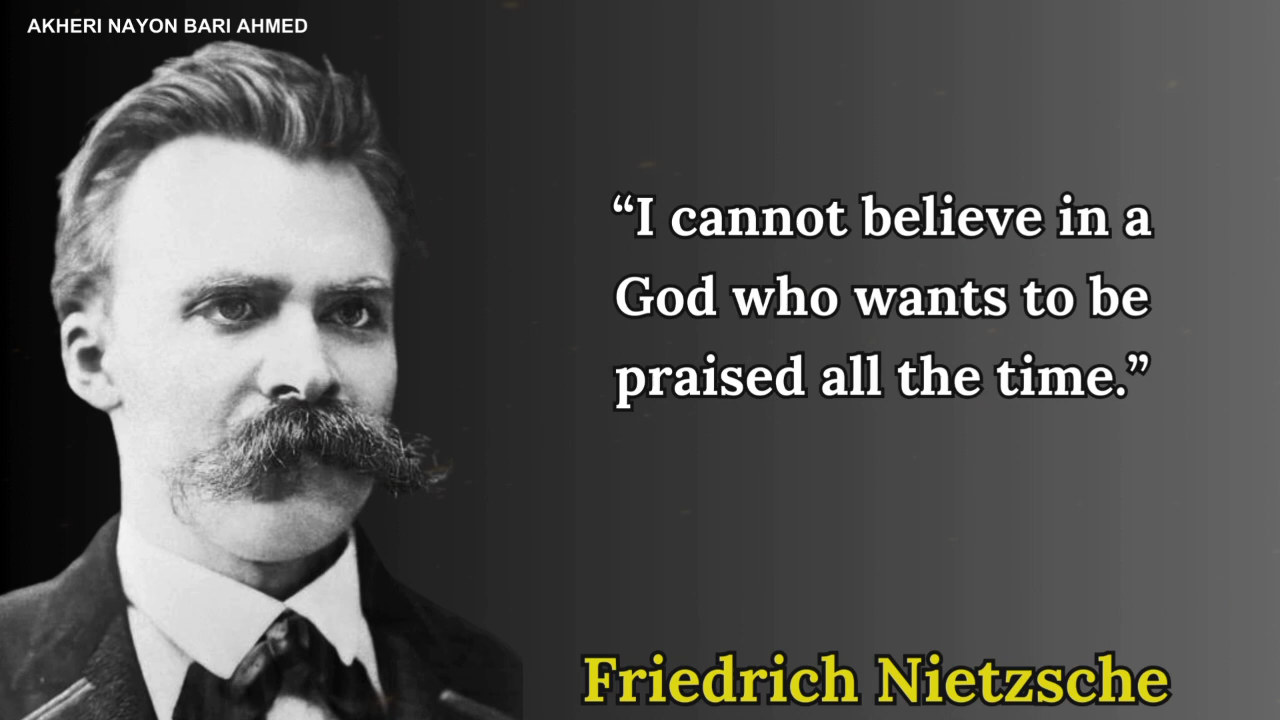 AKHERI NAYON BARI AHMED
“I cannot believe in a
God who wants to be
praised all the time.”
Friedrich Nietzsche